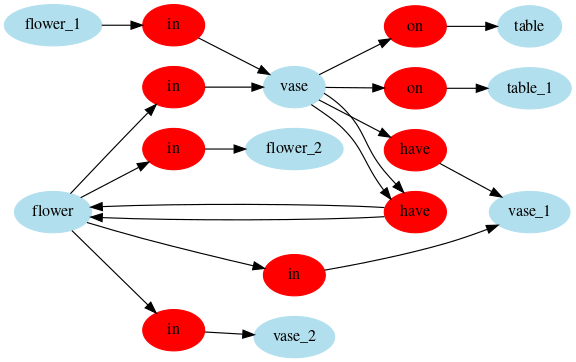 flower_1
in
on
table
in
vase
on
table_1
in
flower_2
have
flower
have
vase_1
in
in
vase_2